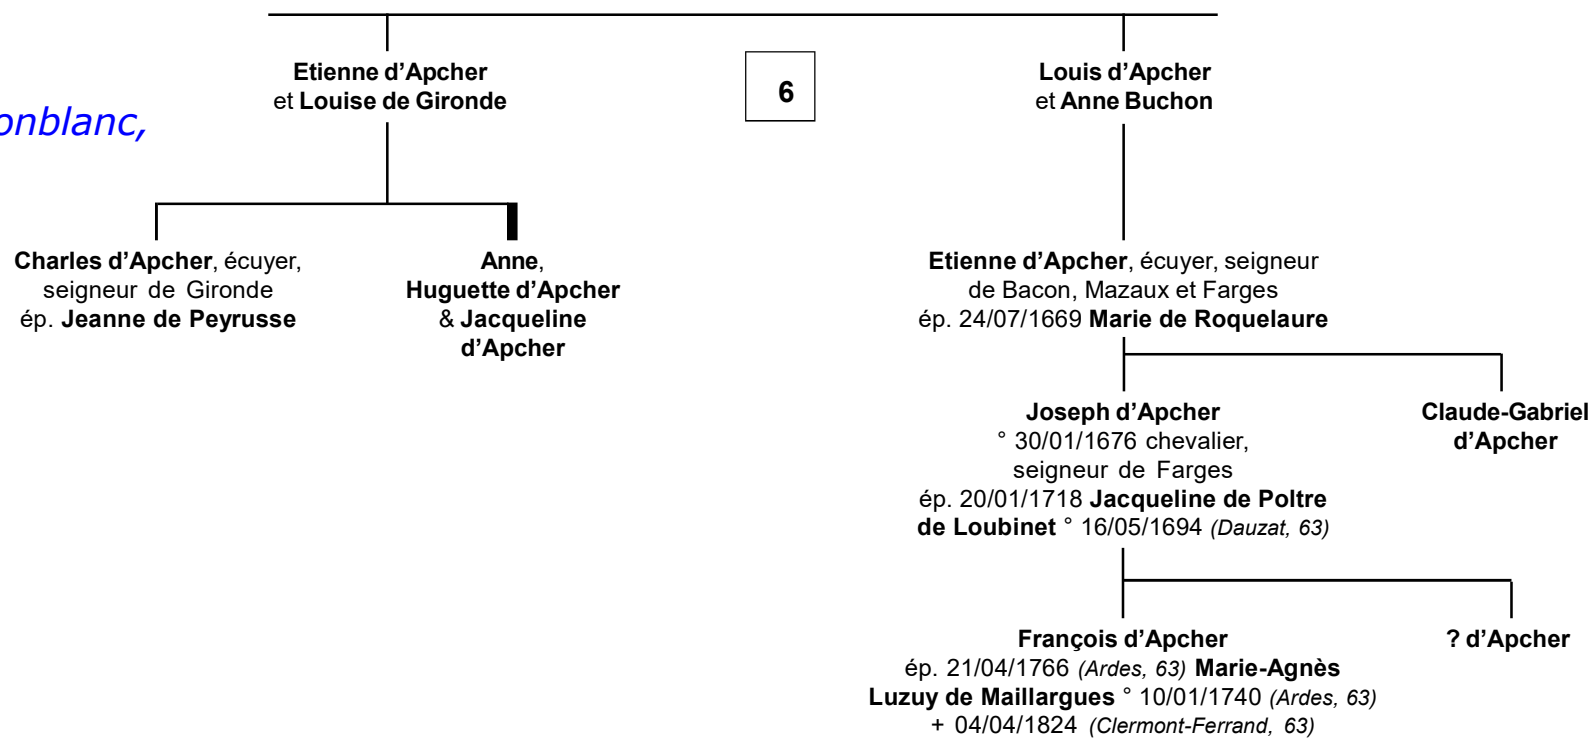 onblanc,
Etienne d’Apcher
et Louise de Gironde
6
Louis d’Apcher
et Anne Buchon
Charles d’Apcher, écuyer,
seigneur de Gironde
ép. Jeanne de Peyrusse
Anne,
Huguette d’Apcher
& Jacqueline
d’Apcher
Etienne d’Apcher, écuyer, seigneur
de Bacon, Mazaux et Farges
ép. 24/07/1669 Marie de Roquelaure
Joseph d’Apcher
° 30/01/1676 chevalier,
seigneur de Farges
ép. 20/01/1718 Jacqueline de Poltre
de Loubinet ° 16/05/1694 (Dauzat, 63)
Claude-Gabriel
d’Apcher
François d’Apcher
ép. 21/04/1766 (Ardes, 63) Marie-Agnès
Luzuy de Maillargues ° 10/01/1740 (Ardes, 63)
+ 04/04/1824 (Clermont-Ferrand, 63)
? d’Apcher